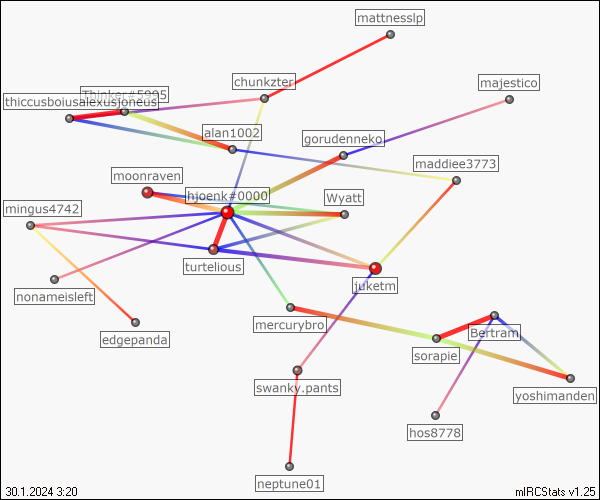 mattnesslp
chunkzter
majestico
Thinker#5995
thiccusboiusalexusjoneus
alan1002
gorudenneko
maddiee3773
moonraven
hjoenk#0000
Wyatt
mingus4742
turtelious
juketm
nonameisleft
mercurybro
edgepanda
Bertram
sorapie
swanky.pants
yoshimanden
hos8778
neptune01
30.1.2024 3:20
mIRCStats v1.25